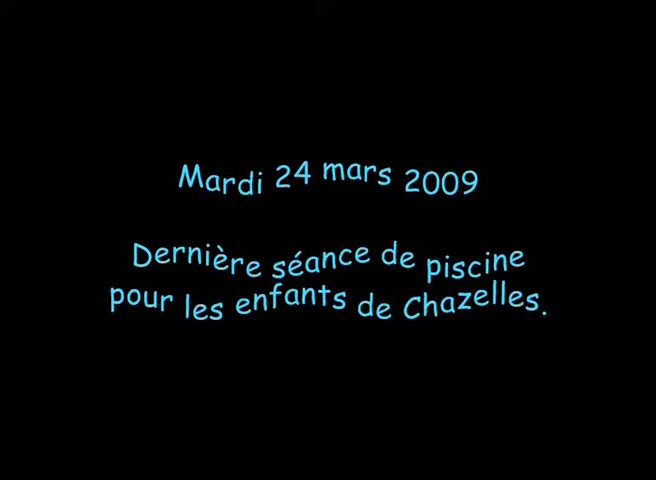 Mardi 24 mars 2009
Dernière séance de piscine
pour les enfants de Chazelles.